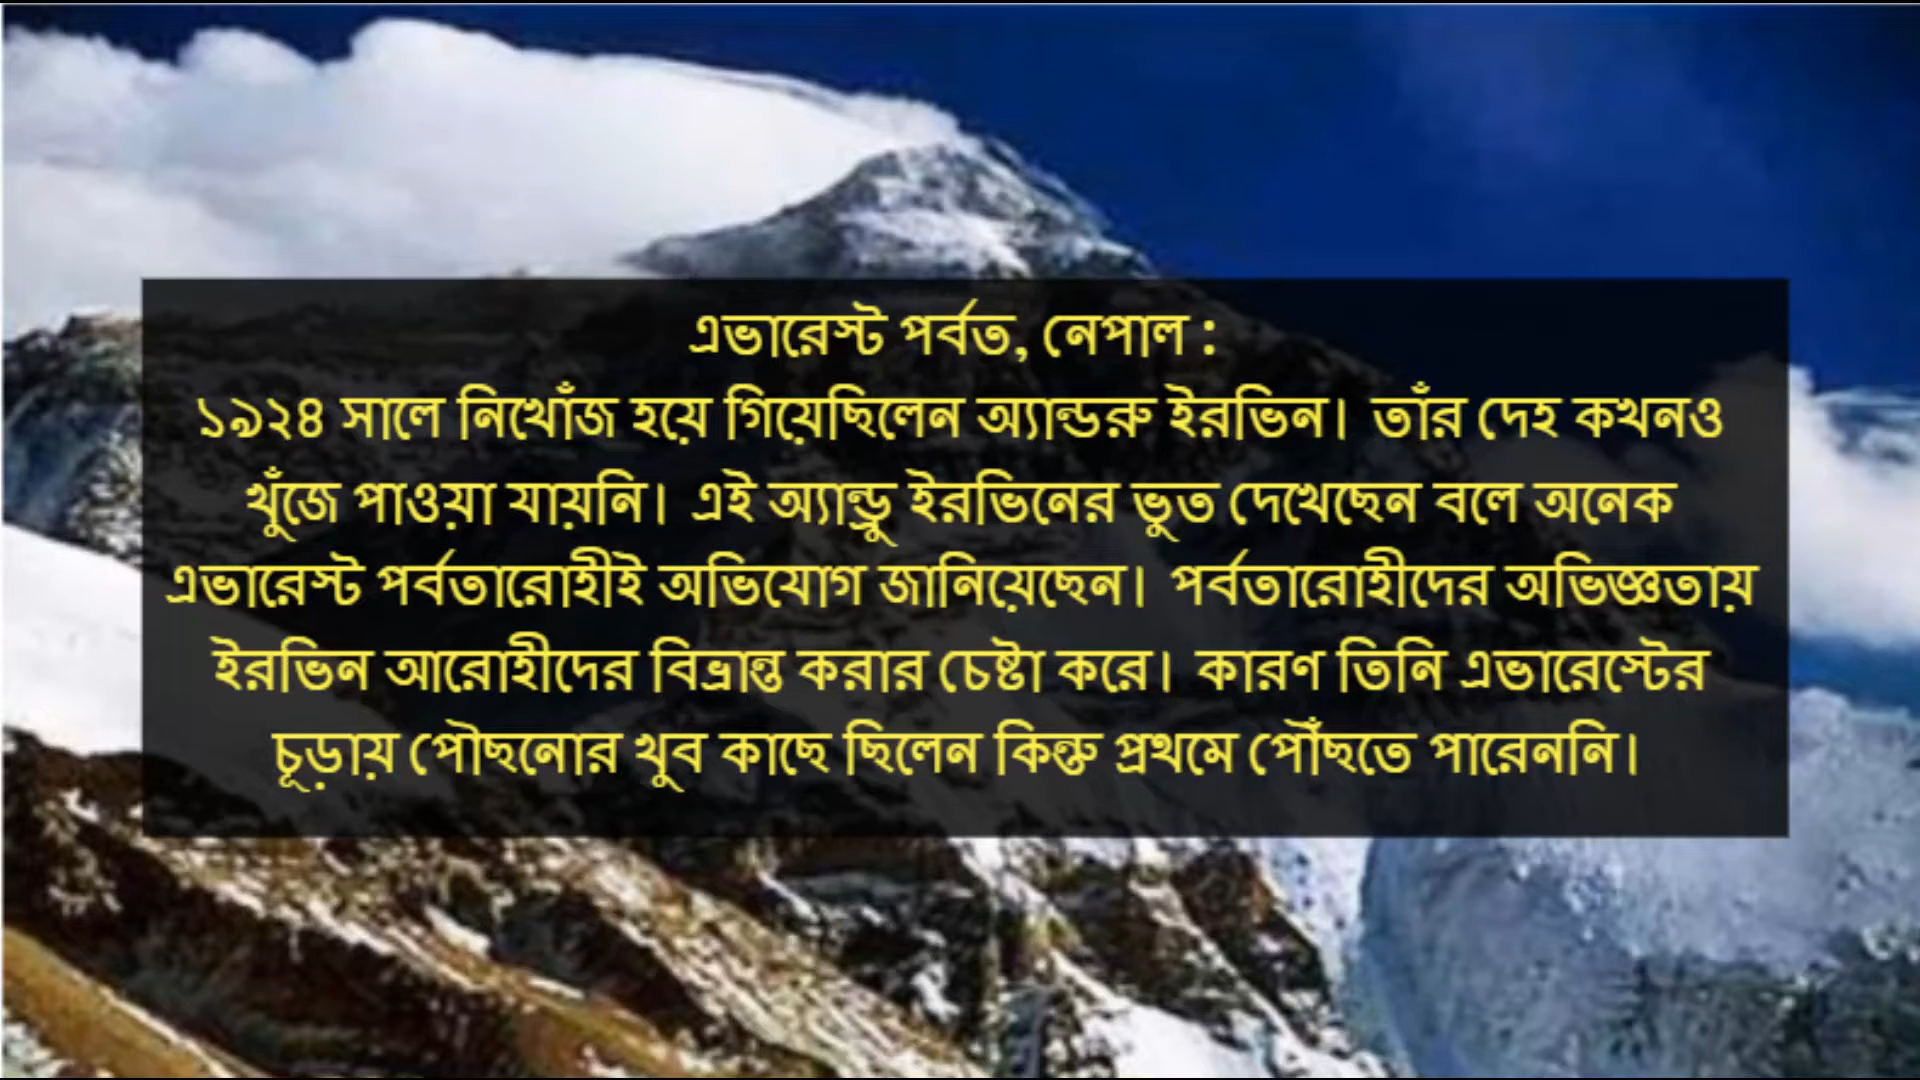 এভারেস্ট পর্বত, নেপাল :
১৯২৪ সালে নিখোঁজ হয়ে গিয়েছিলেন অ্যান্ডরু ইরভিন। তাঁর দেহ কখনও
খুঁজে পাওয়া যায়নি। এই অ্যান্ড্রু ইরভিনের ভুত দেখেছেন বলে অনেক
এভারেস্ট পর্বতারোহীই অভিযোগ জানিয়েছেন। পর্বতারোহীদের অভিজ্ঞতায়
ইরভিন আরোহীদের বিভ্রান্ত করার চেষ্টা করে। কারণ তিনি এভারেস্টের
চূড়ায় পৌছনোর খুব কাছে ছিলেন কিন্তু প্রথমে পৌঁছতে পারেননি।